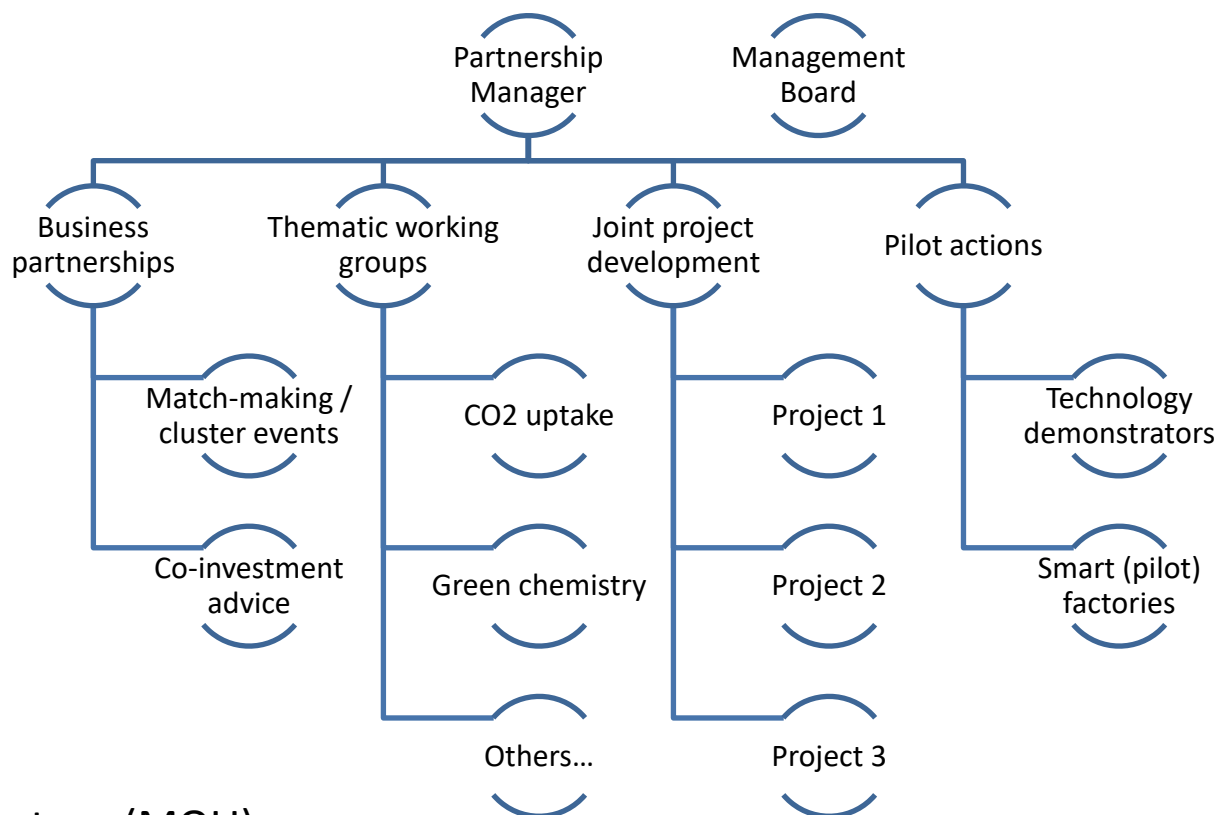 Partnership
Manager
Management
Board
Business
partnerships
Thematic working
groups
Joint project
development
Pilot actions
Match-making /
cluster events
CO2 uptake
Project 1
Technology
demonstrators
Co-investment
advice
Green chemistry
Project 2
Smart (pilot)
factories
Others…
Project 3
(MOU)